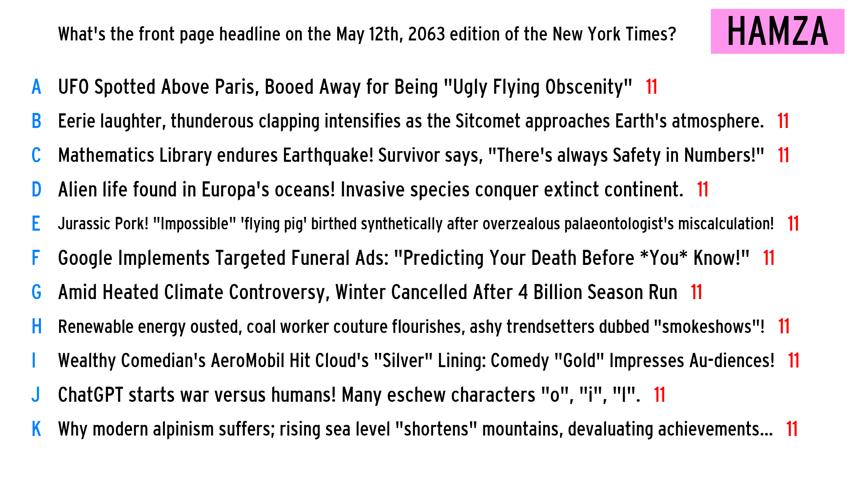 What's the front page headline on the May 12th, 2063 edition of the New York Times?
HAMZA
A UFO Spotted Above Paris, Booed Away for Being "Ugly Flying Obscenity" 11
B Eerie laughter, thunderous clapping intensifies as the Sitcomet approaches Earth's atmosphere. 11
C Mathematics Library endures Earthquake! Survivor says, "There's always Safety in Numbers!" 11
D Alien life found in Europa's oceans! Invasive species conquer extinct continent. 11
E Jurassic Pork! "Impossible" 'flying pig' birthed synthetically after overzealous palaeontologist's miscalculation! 11
F Google Implements Targeted Funeral Ads: "Predicting Your Death Before *You* Know!" 11
G Amid Heated Climate Controversy, Winter Cancelled After 4 Billion Season Run 11
H Renewable energy ousted, coal worker couture flourishes, ashy trendsetters dubbed "smokeshows"! 11
I Wealthy Comedian's AeroMobil Hit Cloud's "Silver" Lining: Comedy "Gold" Impresses Au-diences! 11
J ChatGPT starts war versus humans! Many eschew characters "o", "i", "l". 11
K Why modern alpinism suffers; rising sea level "shortens" mountains, devaluating achievements... 11